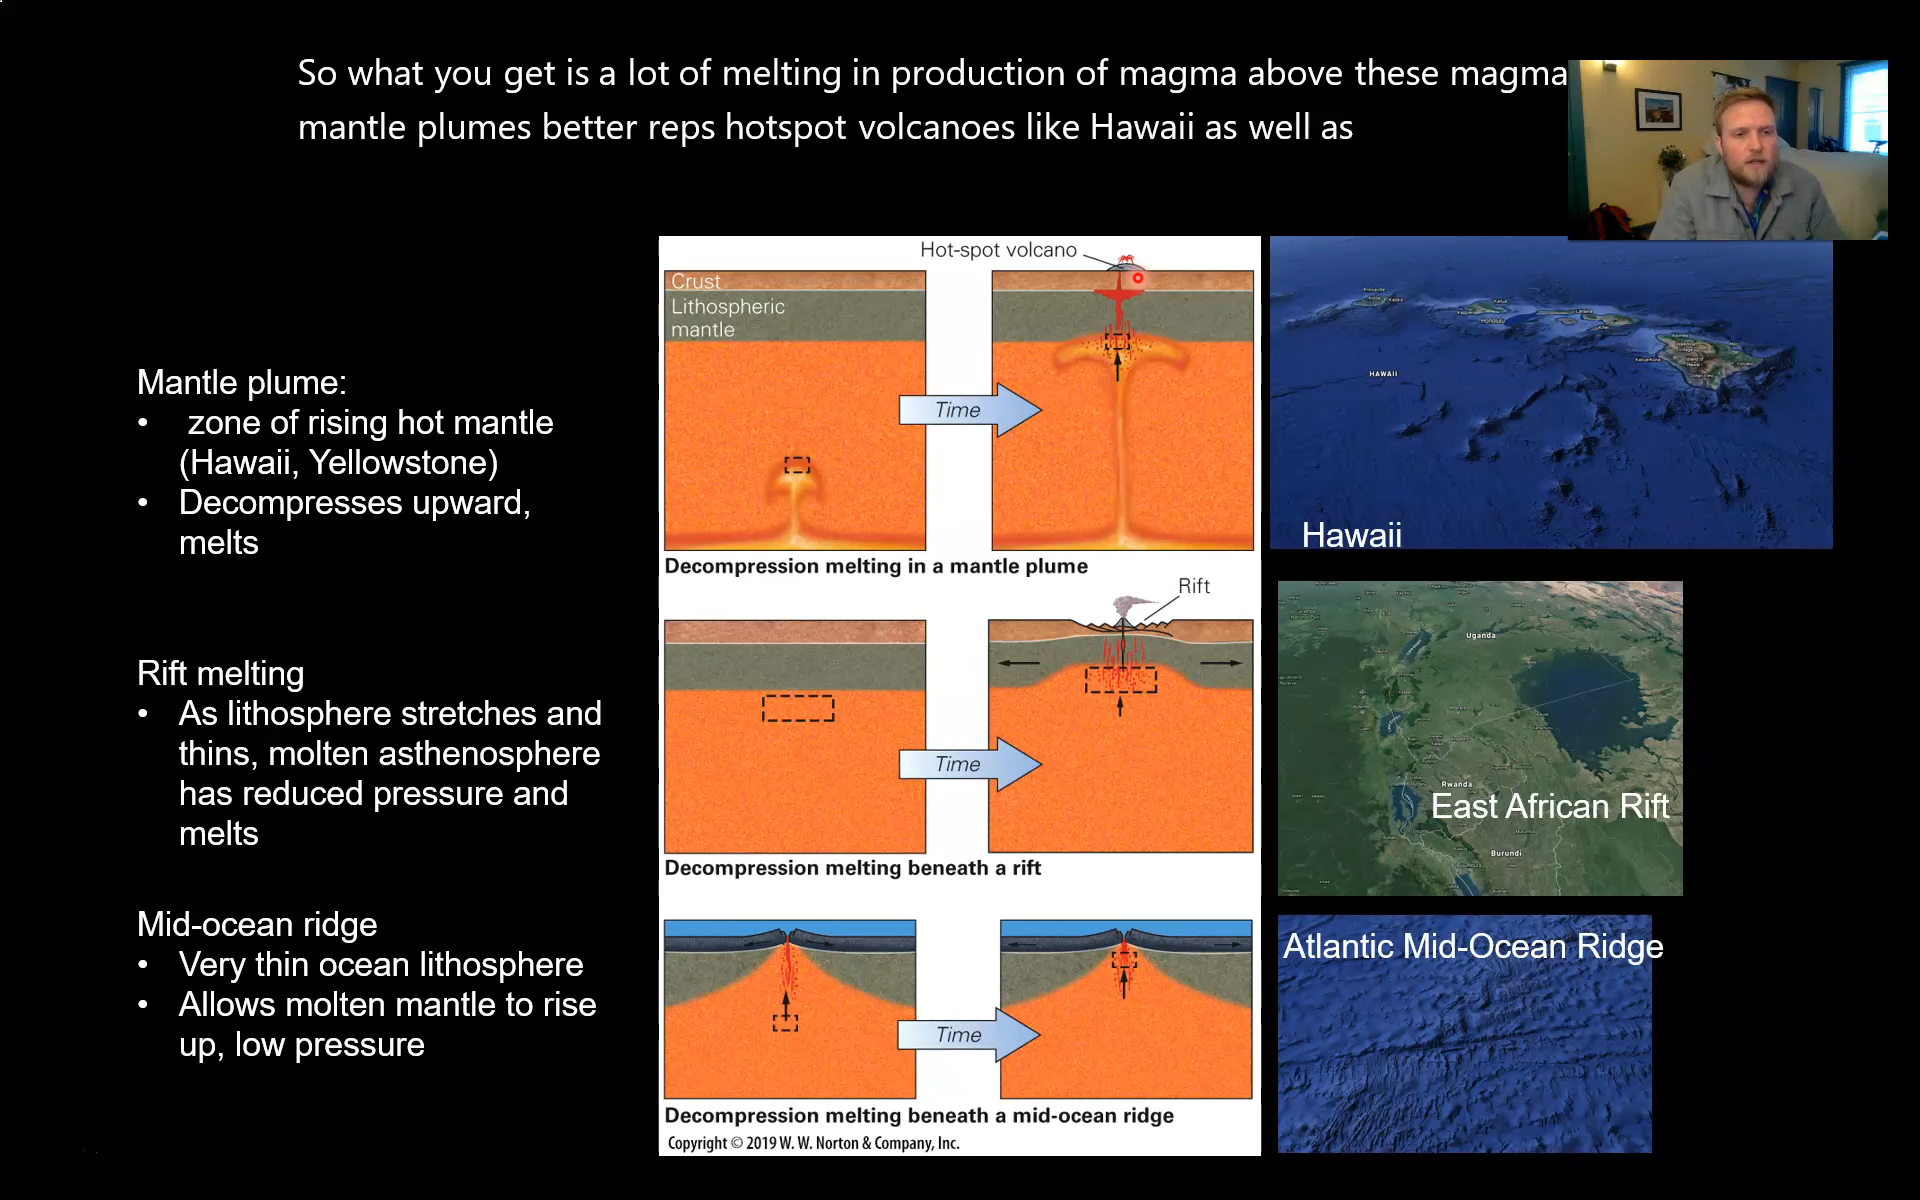 So what you get is a lot of melting in production of magma above these magma
mantle plumes better reps hotspot volcanoes like Hawaii as well as
Mantle plume:
• zone of rising hot mantle
(Hawaii, Yellowstone)
• Decompresses upward,
melts
Rift melting
• As lithosphere stretches and
thins, molten asthenosphere
has reduced pressure and
melts
Mid-ocean ridge
• Very thin ocean lithosphere
• Allows molten mantle to rise
up, low pressure
Hot-spot volcano
Crust
Lithospheric
mantle
Time
Decompression melting in a mantle plume
Rift
Time
Decompression melting beneath a rift
Time
Decompression melting beneath a mid-ocean ridge
Copyright © 2019 W. W. Norton & Company, Inc.
Honolulu
HAWAII
Hawaii
Uganda
Rwanda
East African Rift
Burundi
Atlantic Mid-Ocean Ridge